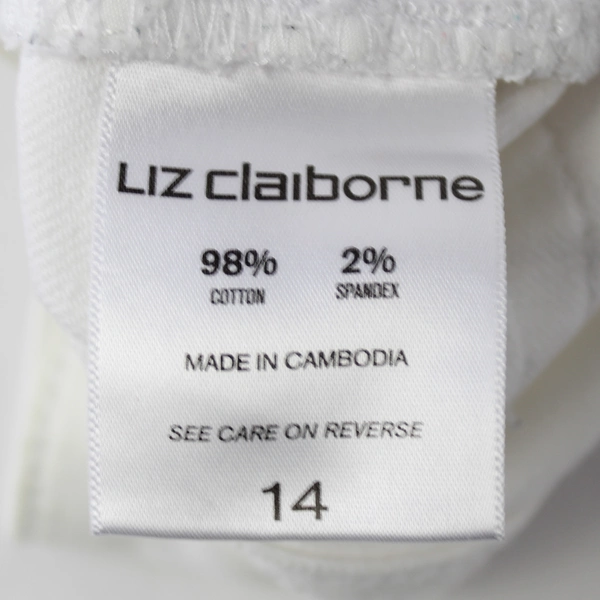 LIZ claiborne
98% 2%
COTTON SPANDEX
MADE IN CAMBODIA
SEE CARE ON REVERSE
14